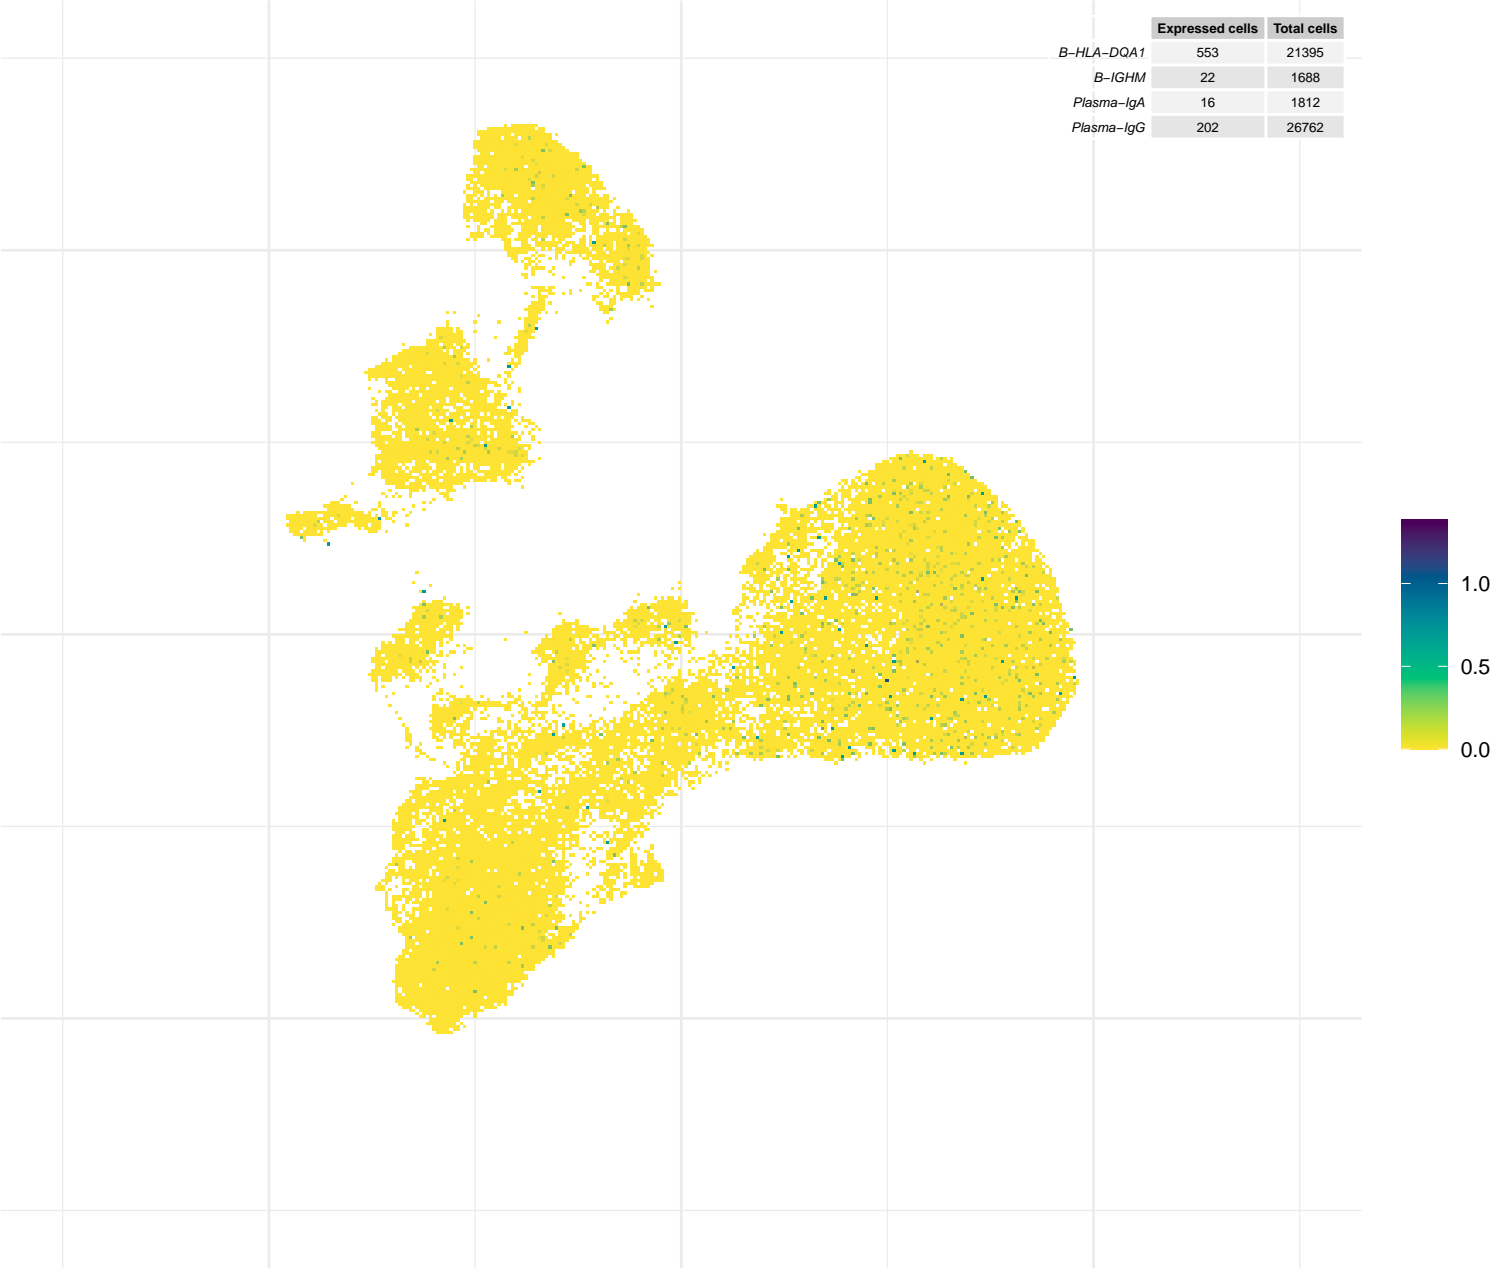 Expressed cells Total cells
B−HLA−DQA1 553 21395
B−IGHM 22 1688
Plasma−IgA 16 1812
Plasma−IgG 202 26762
1.0
0.5
0.0